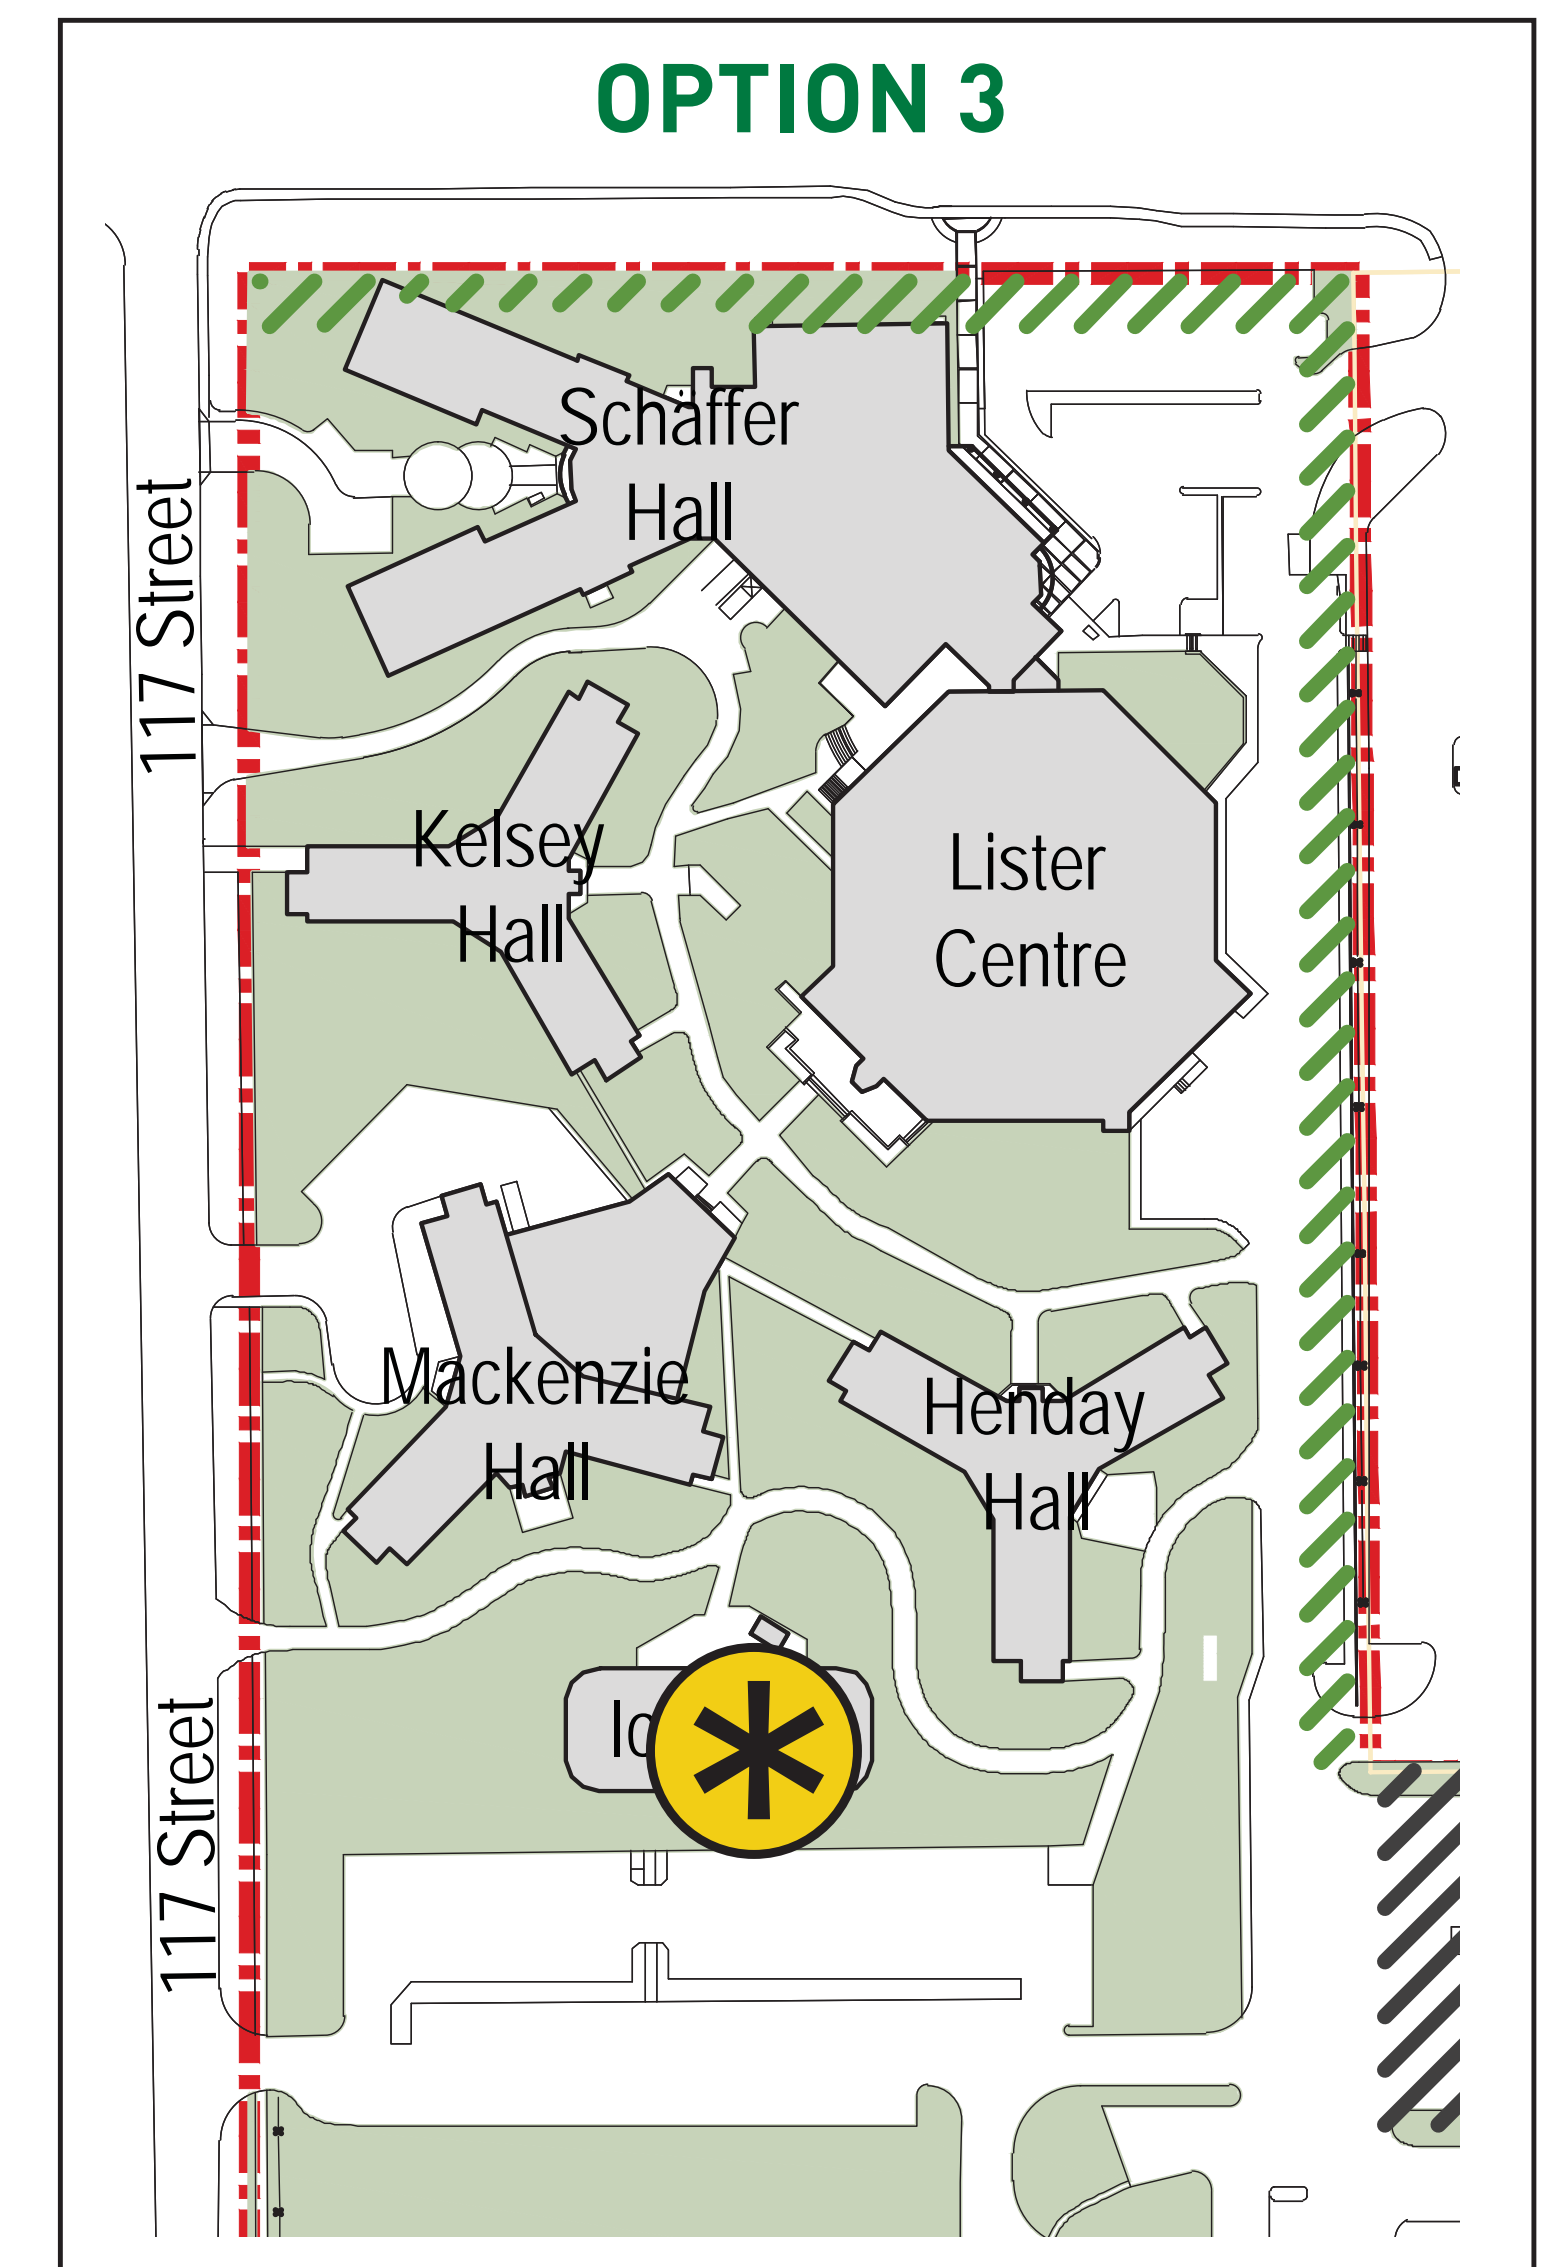 OPTION 3
Schaffer
Hall
117 Street
Kelsey
Hall
Lister
Centre
Mackenzie
Hall
Henday
Hall
117 Street